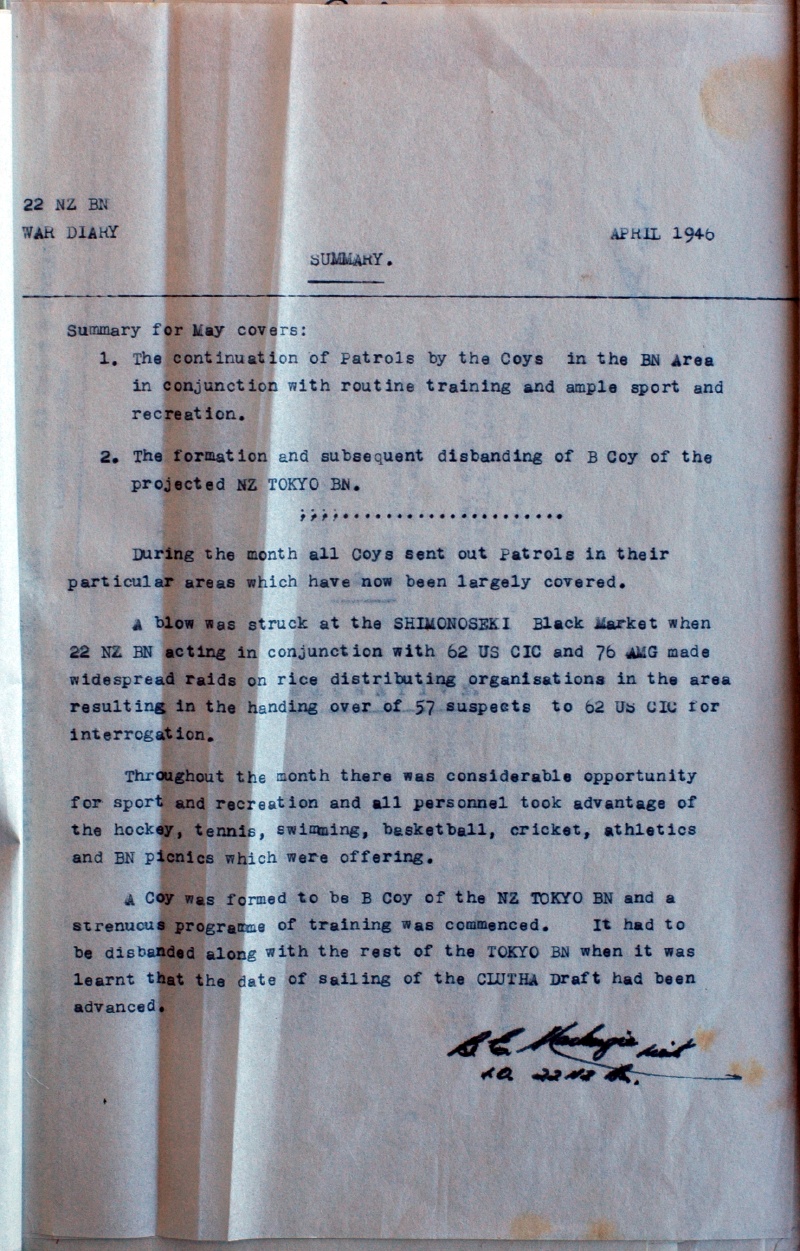 22 NZ BN
WAR DIARY APRIL 1946
SUMMARY.
Summary for May covers:
1. The continuation of Patrols by the Coys in the BN Area
in conjunction with routine training and ample sport and
recreation.
2. The formation and subsequent disbanding of B Coy of the
projected NZ TOKYO BN.
;;;;......................
During the month all Coys sent out Patrols in their
particular areas which have now been largely covered.
A blow was struck at the SHIMONOSEKI Black Market when
22 NZ BN acting in conjunction with 62 US CIC and 76 AMG made
widespread raids on rice distributing organisations in the area
resulting in the handing over of 57 suspects to 62 US CIC for
interrogation.
Throughout the month there was considerable opportunity
for sport and recreation and all personnel took advantage of
the hockey, tennis, swimming, basketball, cricket, athletics
and BN picnics which were offering.
A Coy was formed to be B Coy of the NZ TOKYO BN and a
strenuous programme of training was commenced. It had to
be disbanded along with the rest of the TOKYO BN when it was
learnt that the date of sailing of the CLUTHA Draft had been
advanced.
Mackenzie
22 NZ